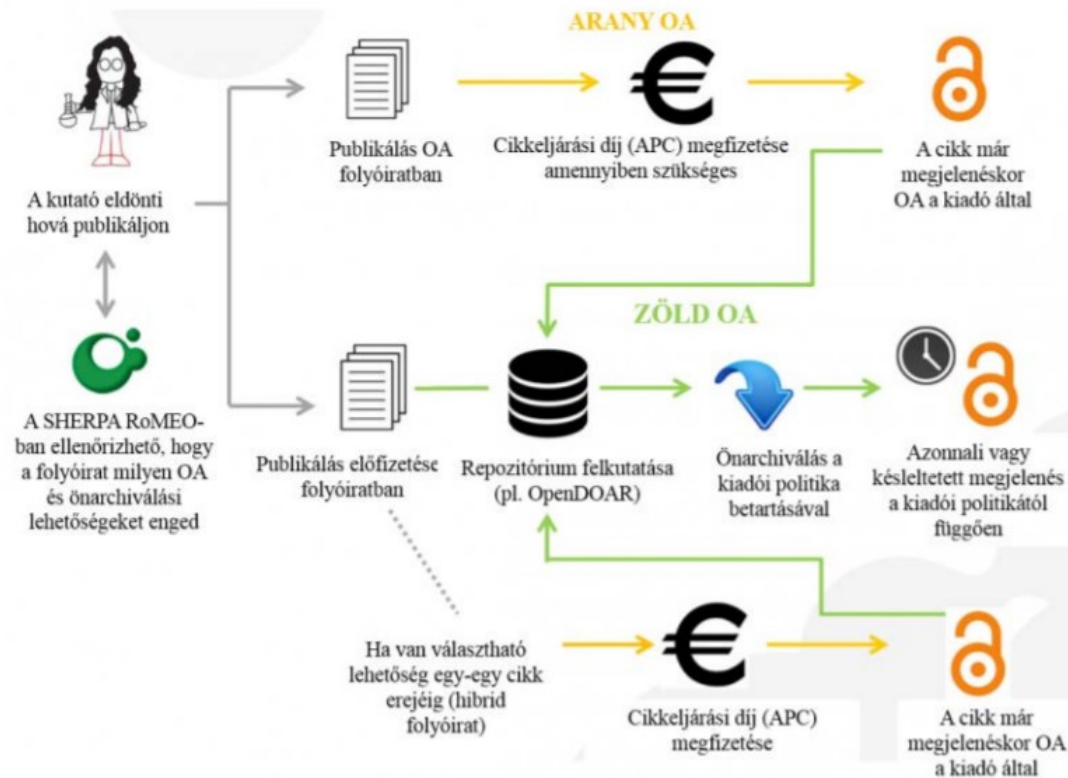 ARANY OA
Publikálás OA
folyóiratban
Cikkeljárási díj (APC) megfizetése
amennyiben szükséges
A cikk már
megjelenéskor
OA a kiadó által
A kutató eldönti
hová publikáljon
A SHERPA RoMEO-
ban ellenőrizhető, hogy
a folyóirat milyen OA
és önarchiválási
lehetőségeket enged
ZÖLD OA
Publikálás előfizetése
folyóiratban
Repozitórium felkutatása
(pl. OpenDOAR)
Önarchiválás a
kiadói politika
betartásával
Azonnali vagy
késleltetett megjelenés
a kiadói politikától
függően
Ha van választható
lehetőség egy-egy cikk
erejéig (hibrid
folyóirat)
Cikkeljárási díj (APC)
megfizetése
A cikk már
megjelenéskor OA
a kiadó által